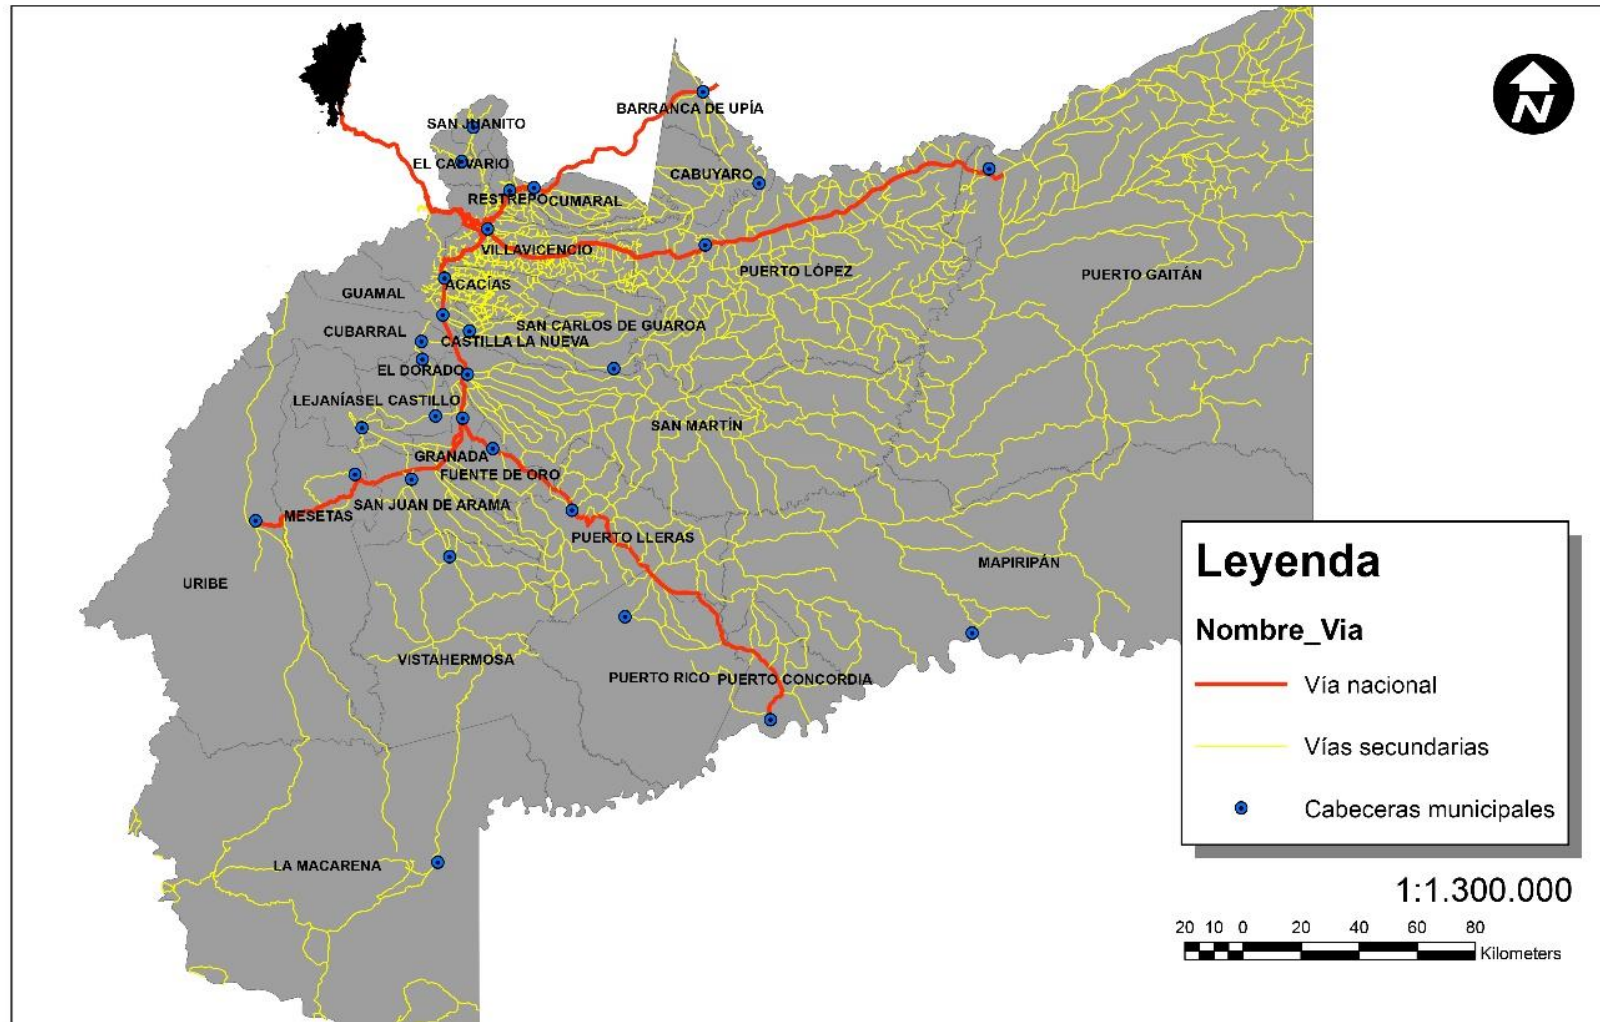 N
BARRANCA DE UPÍA
SAN JUANITO
EL CALVARIO
CABUYARO
RESTREPO
CUMARAL
VILLAVICENCIO
PUERTO LÓPEZ
PUERTO GAITÁN
ACACÍAS
GUAMAL
CUBARRAL
SAN CARLOS DE GUAROA
CASTILLA LA NUEVA
EL DORADO
LEJANÍAS
EL CASTILLO
SAN MARTÍN
GRANADA
FUENTE DE ORO
SAN JUAN DE ARAMA
MESETAS
PUERTO LLERAS
MAPIRIPÁN
URIBE
VISTAHERMOSA
PUERTO RICO
PUERTO CONCORDIA
LA MACARENA
Leyenda
Nombre_Via
Vía nacional
Vías secundarias
Cabeceras municipales
1:1.300.000
20 10 0 20 40 60 80
Kilometers